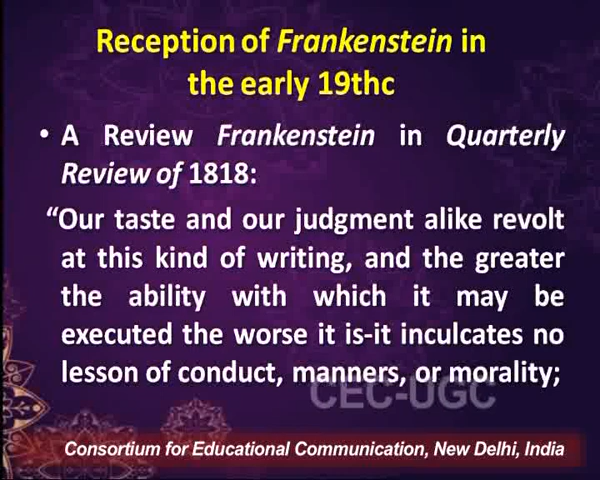 Reception of Frankenstein in
the early 19thc
• A Review Frankenstein in Quarterly
Review of 1818:
“Our taste and our judgment alike revolt
at this kind of writing, and the greater
the ability with which it may be
executed the worse it is-it inculcates no
lesson of conduct, manners, or morality;
CEC-UGC
Consortium for Educational Communication, New Delhi, India